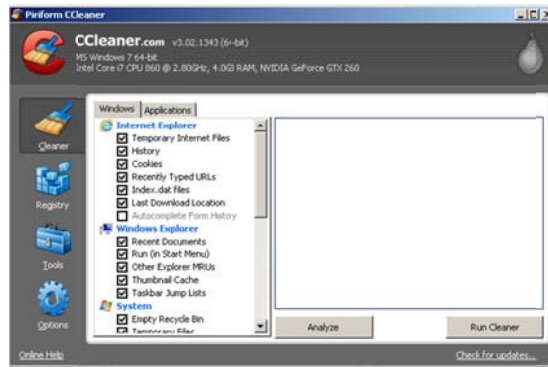 Piriform CCleaner
CCleaner.com v3.02.1343 (64-bit)
MS Windows 7 64-bit
Intel Core i7 CPU 860 @ 2.80GHz, 4.0GB RAM, NVIDIA GeForce GTX 260
Cleaner
Registry
Tools
Options
Windows
Applications
Internet Explorer
Temporary Internet Files
History
Cookies
Recently Typed URLs
Index.dat files
Last Download Location
Autocomplete Form History
Windows Explorer
Recent Documents
Run (in Start Menu)
Other Explorer MRUs
Thumbnail Cache
Taskbar Jump Lists
System
Empty Recycle Bin
Temporary Files
Analyze
Run Cleaner
Online Help
Check for updates...